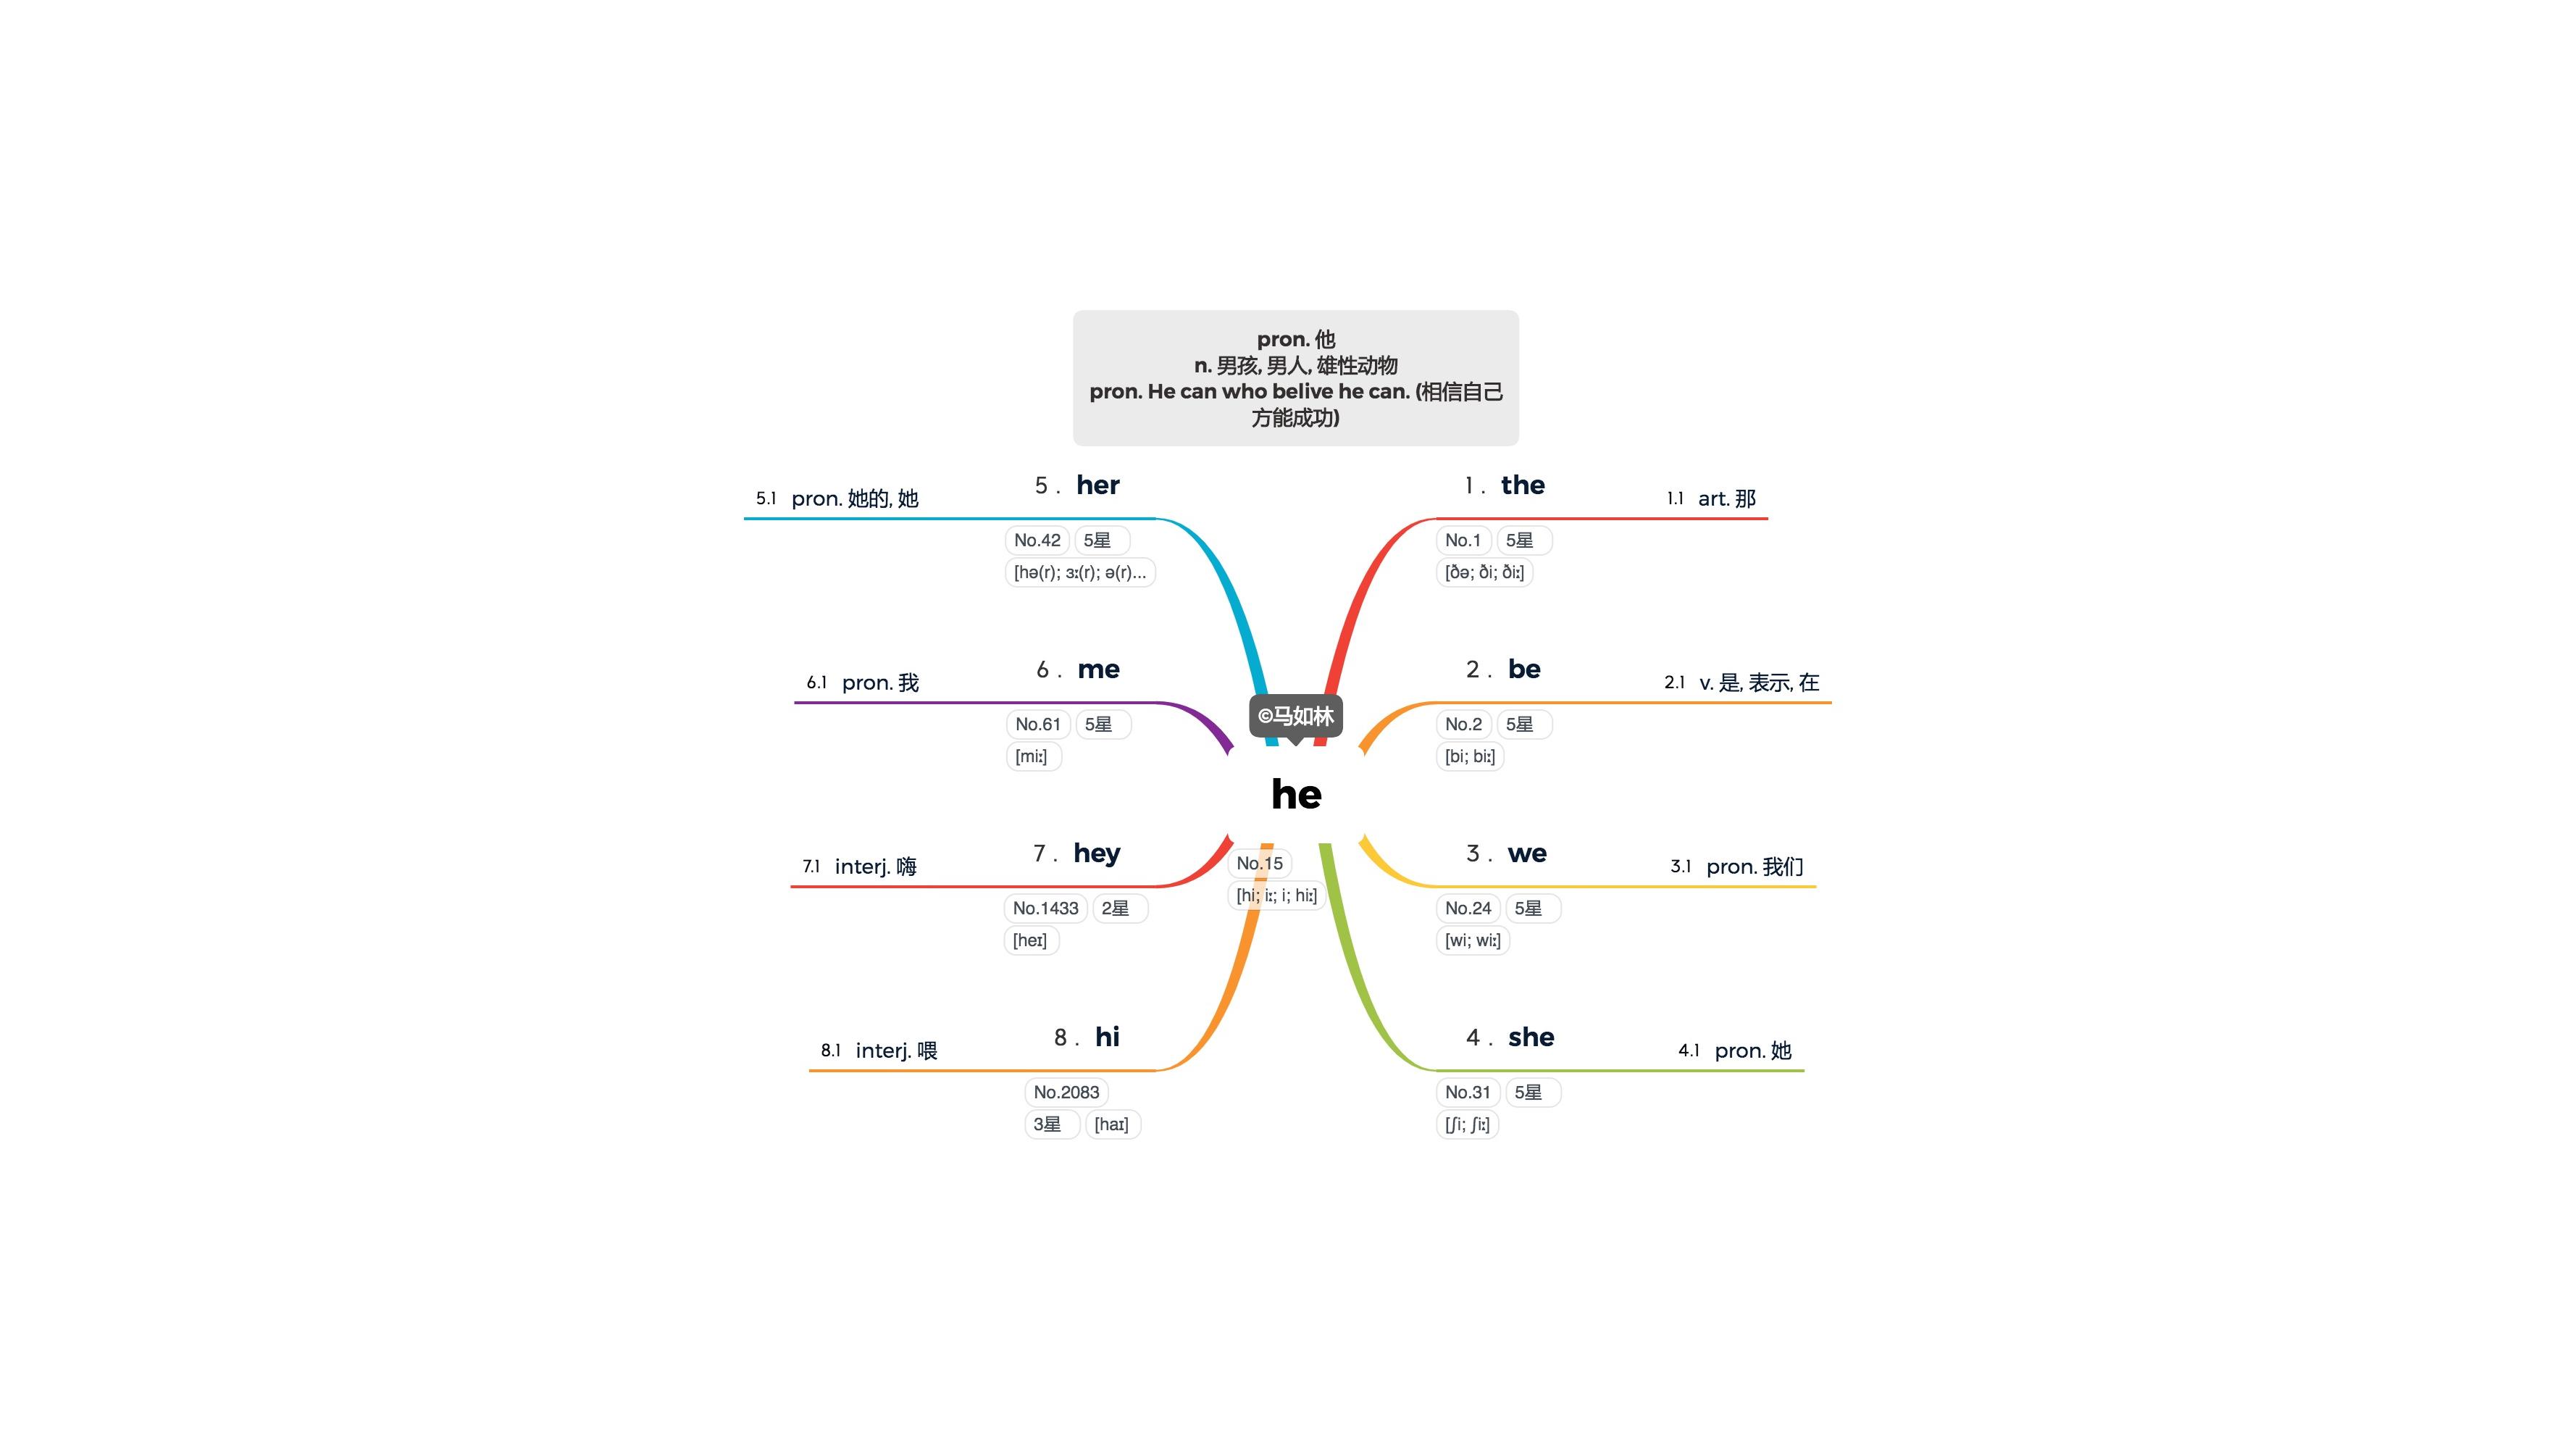 pron. 他
n. 男孩, 男人, 雄性动物
pron. He can who belive he can. (相信自己
方能成功)
©马如林
he
No.15
[hi; iː; i; hiː]
1 . the
No.1 5星
[ðə; ði; ðiː]
1.1 art. 那
2 . be
No.2 5星
[bi; biː]
2.1 v. 是, 表示, 在
3 . we
No.24 5星
[wi; wiː]
3.1 pron. 我们
4 . she
No.31 5星
[ʃi; ʃiː]
4.1 pron. 她
5 . her
No.42 5星
[hə(r); ɜː(r); ə(r)...
5.1 pron. 她的, 她
6 . me
No.61 5星
[miː]
6.1 pron. 我
7 . hey
No.1433 2星
[heɪ]
7.1 interj. 嗨
8 . hi
No.2083
3星 [haɪ]
8.1 interj. 喂